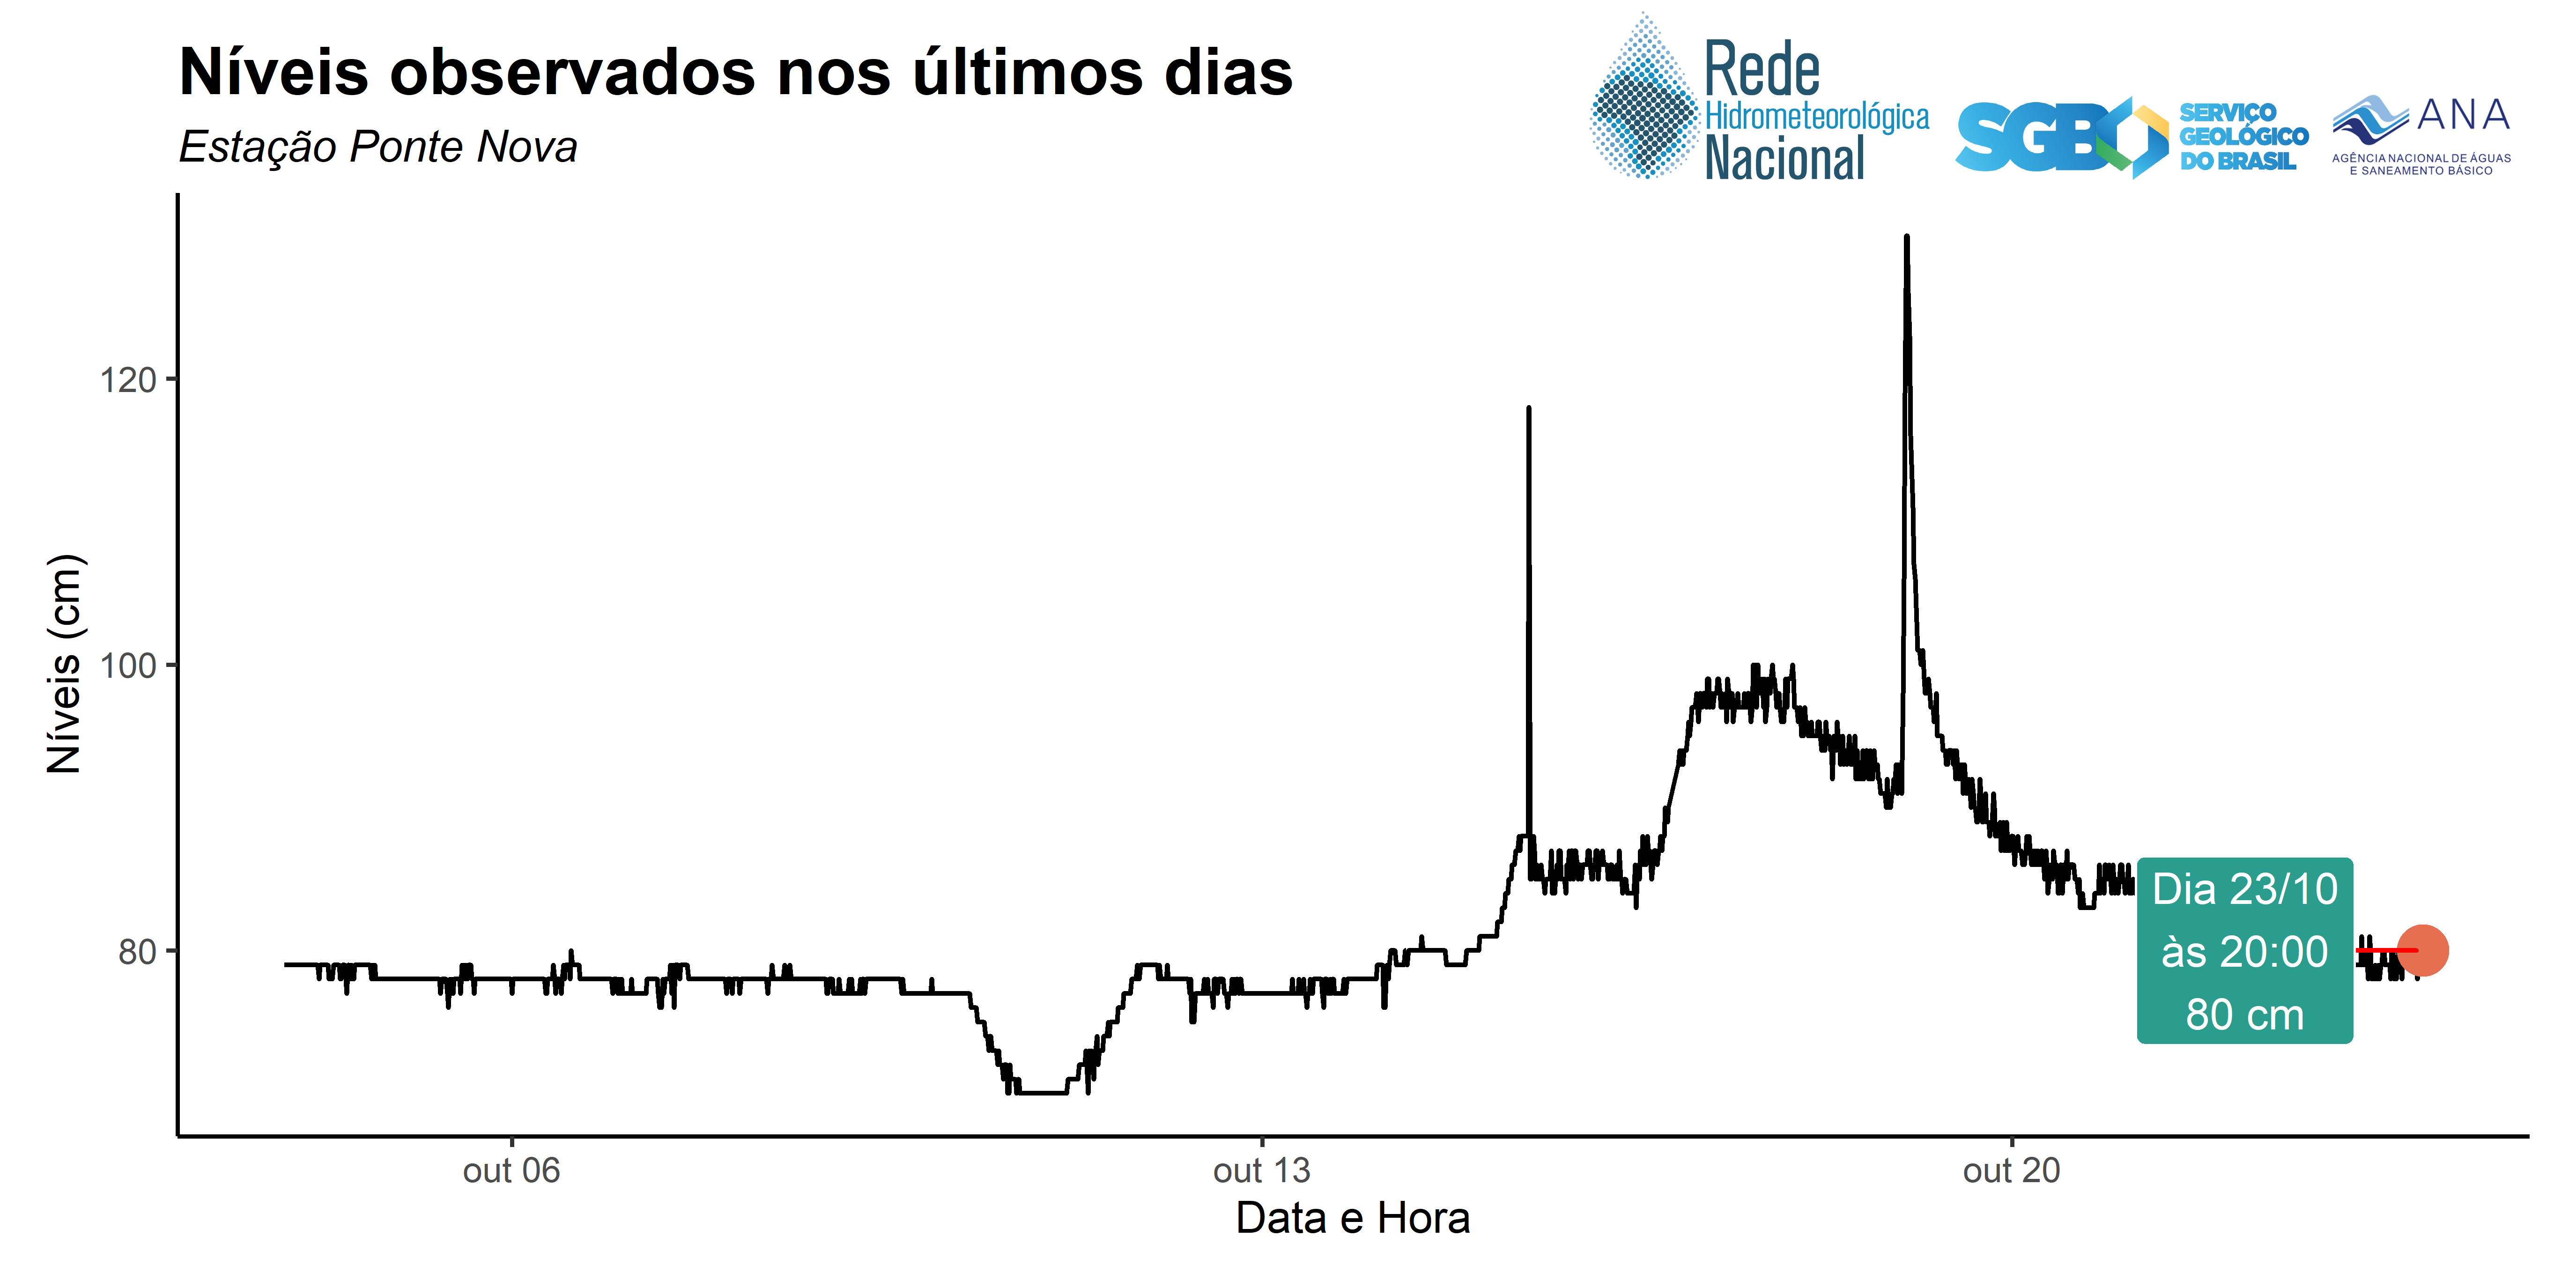 Níveis observados nos últimos dias
Estação Ponte Nova
Rede
Hidrometeorológica
Nacional
SGB
SERVIÇO
GEOLÓGICO
DO BRASIL
ANA
AGÊNCIA NACIONAL DE ÁGUAS
E SANEAMENTO BÁSICO
Níveis (cm)
120
100
80
Dia 23/10
às 20:00
80 cm
out 06
out 13
out 20
Data e Hora